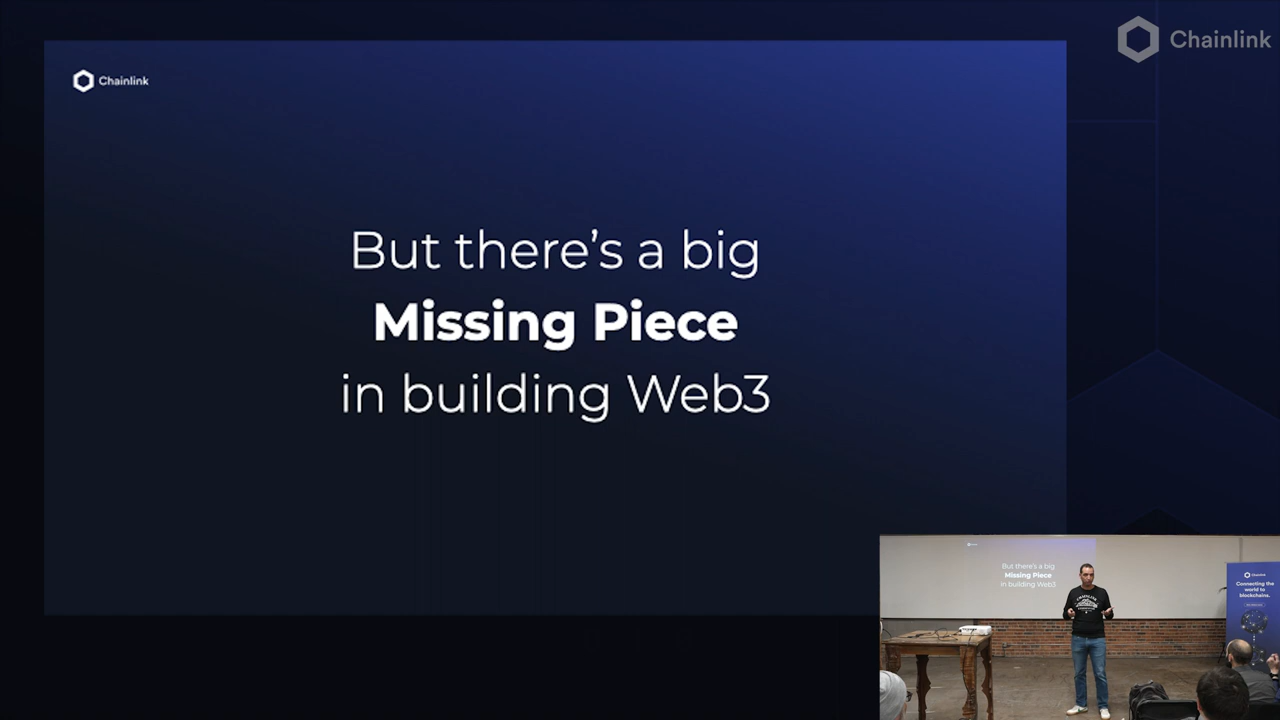 Chainlink
Chainlink
But there's a big
Missing Piece
in building Web3
But there's a big
Missing Piece
in building Web3
Chainlink
Connecting the
world to
blockchains.